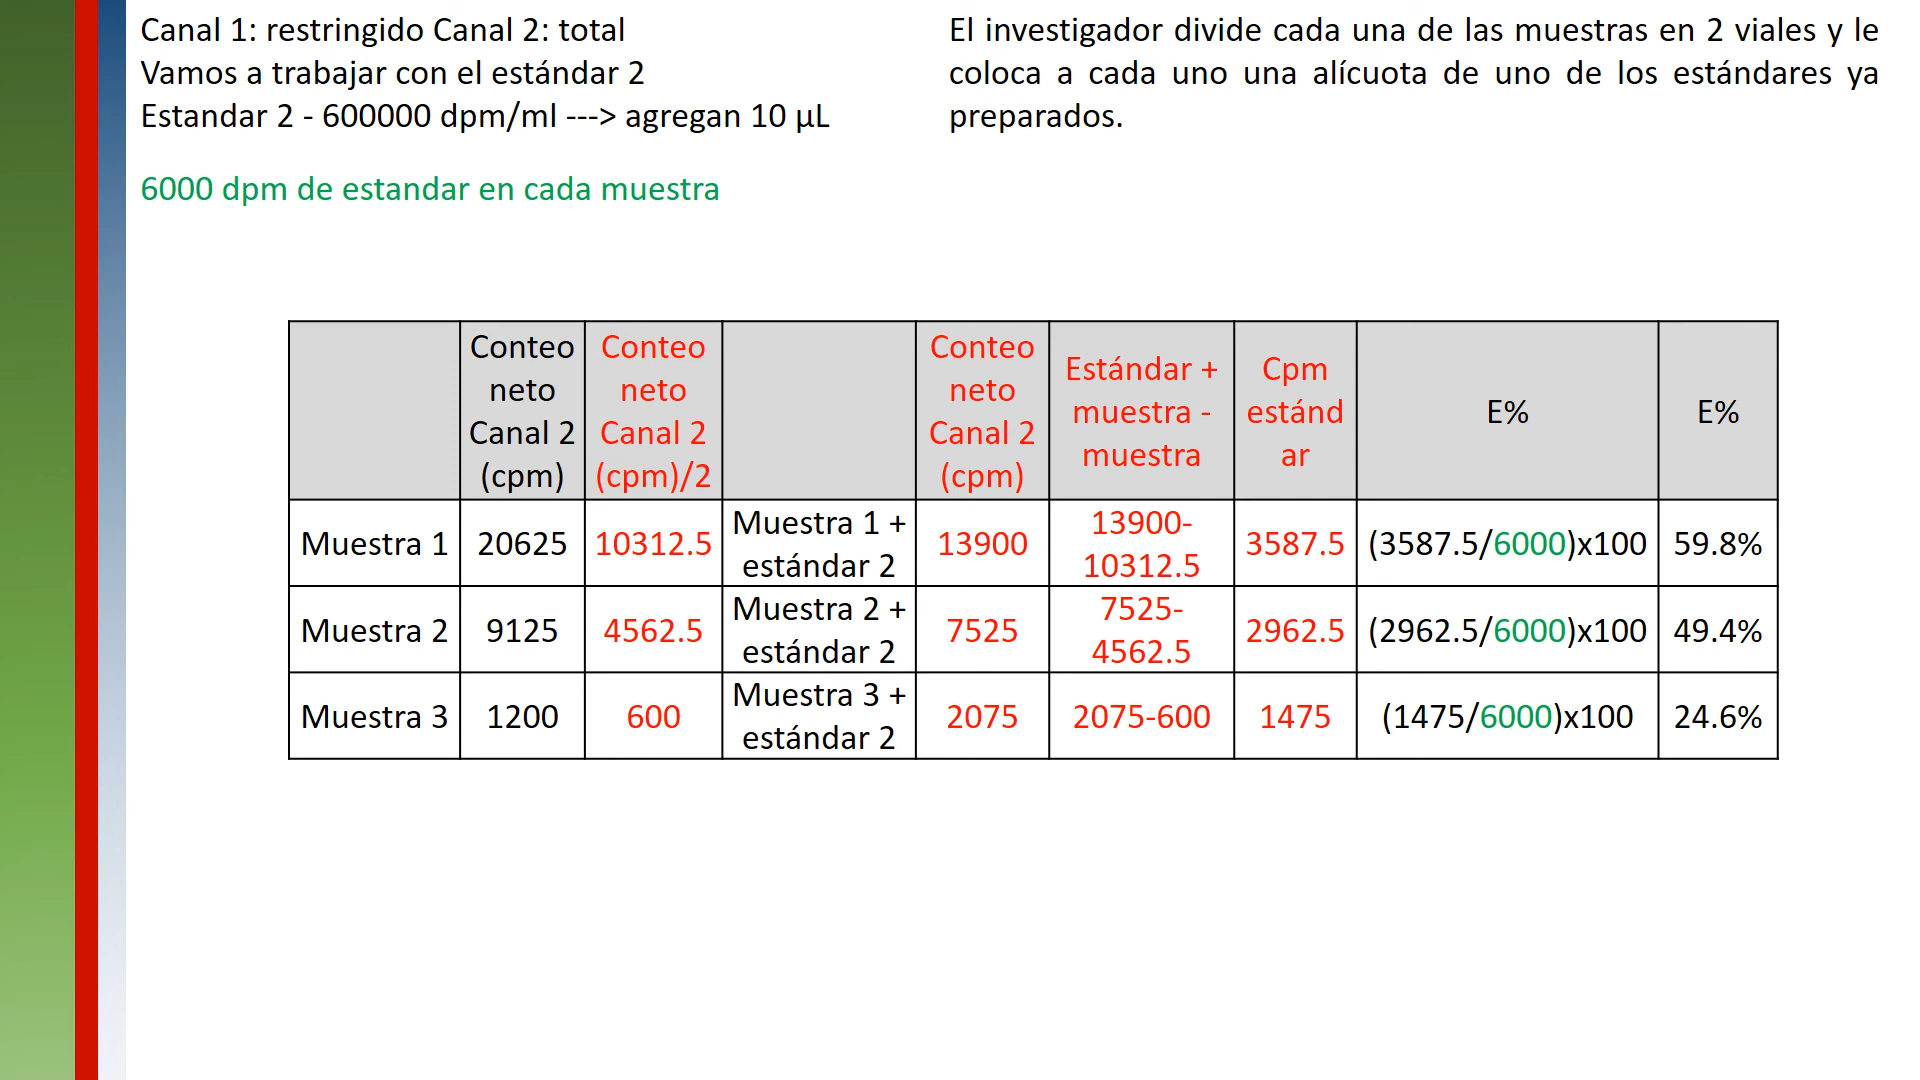 Canal 1: restringido Canal 2: total
Vamos a trabajar con el estándar 2
Estandar 2 - 600000 dpm/ml ---> agregan 10 µL
6000 dpm de estandar en cada muestra
El investigador divide cada una de las muestras en 2 viales y le
coloca a cada uno una alícuota de uno de los estándares ya
preparados.
Conteo
neto
Canal 2
(cpm)
Conteo
neto
Canal 2
(cpm)/2
Conteo
neto
Canal 2
(cpm)
Estándar +
muestra -
muestra
Cpm
estánd
ar
E%
E%
Muestra 1
20625
10312.5
Muestra 1 +
estándar 2
13900
13900-
10312.5
3587.5
(3587.5/6000)x100
59.8%
Muestra 2
9125
4562.5
Muestra 2 +
estándar 2
7525
7525-
4562.5
2962.5
(2962.5/6000)x100
49.4%
Muestra 3
1200
600
Muestra 3 +
estándar 2
2075
2075-600
1475
(1475/6000)x100
24.6%